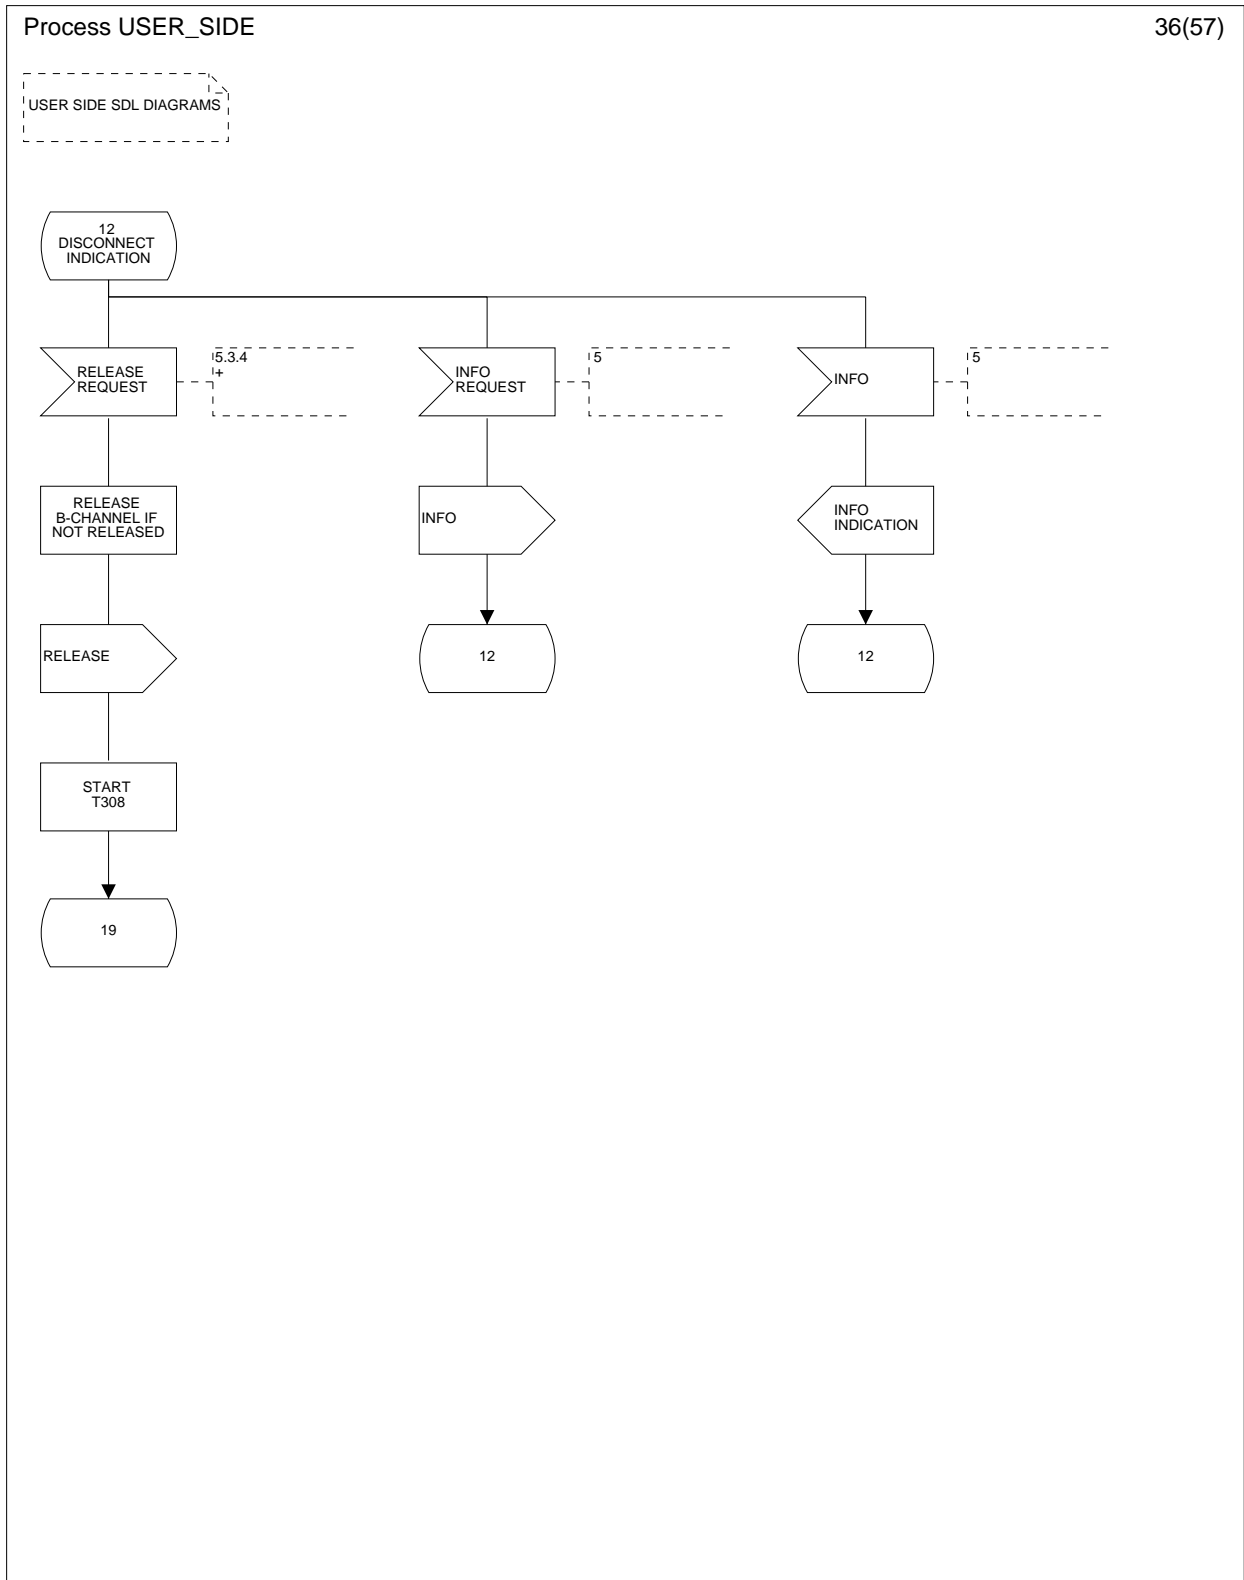 Process USER_SIDE
36(57)
USER SIDE SDL DIAGRAMS
12
DISCONNECT
INDICATION
RELEASE
REQUEST
5.3.4
+
INFO
REQUEST
5
INFO
5
RELEASE
B-CHANNEL IF
NOT RELEASED
INFO
INFO
INDICATION
RELEASE
12
12
START
T308
19